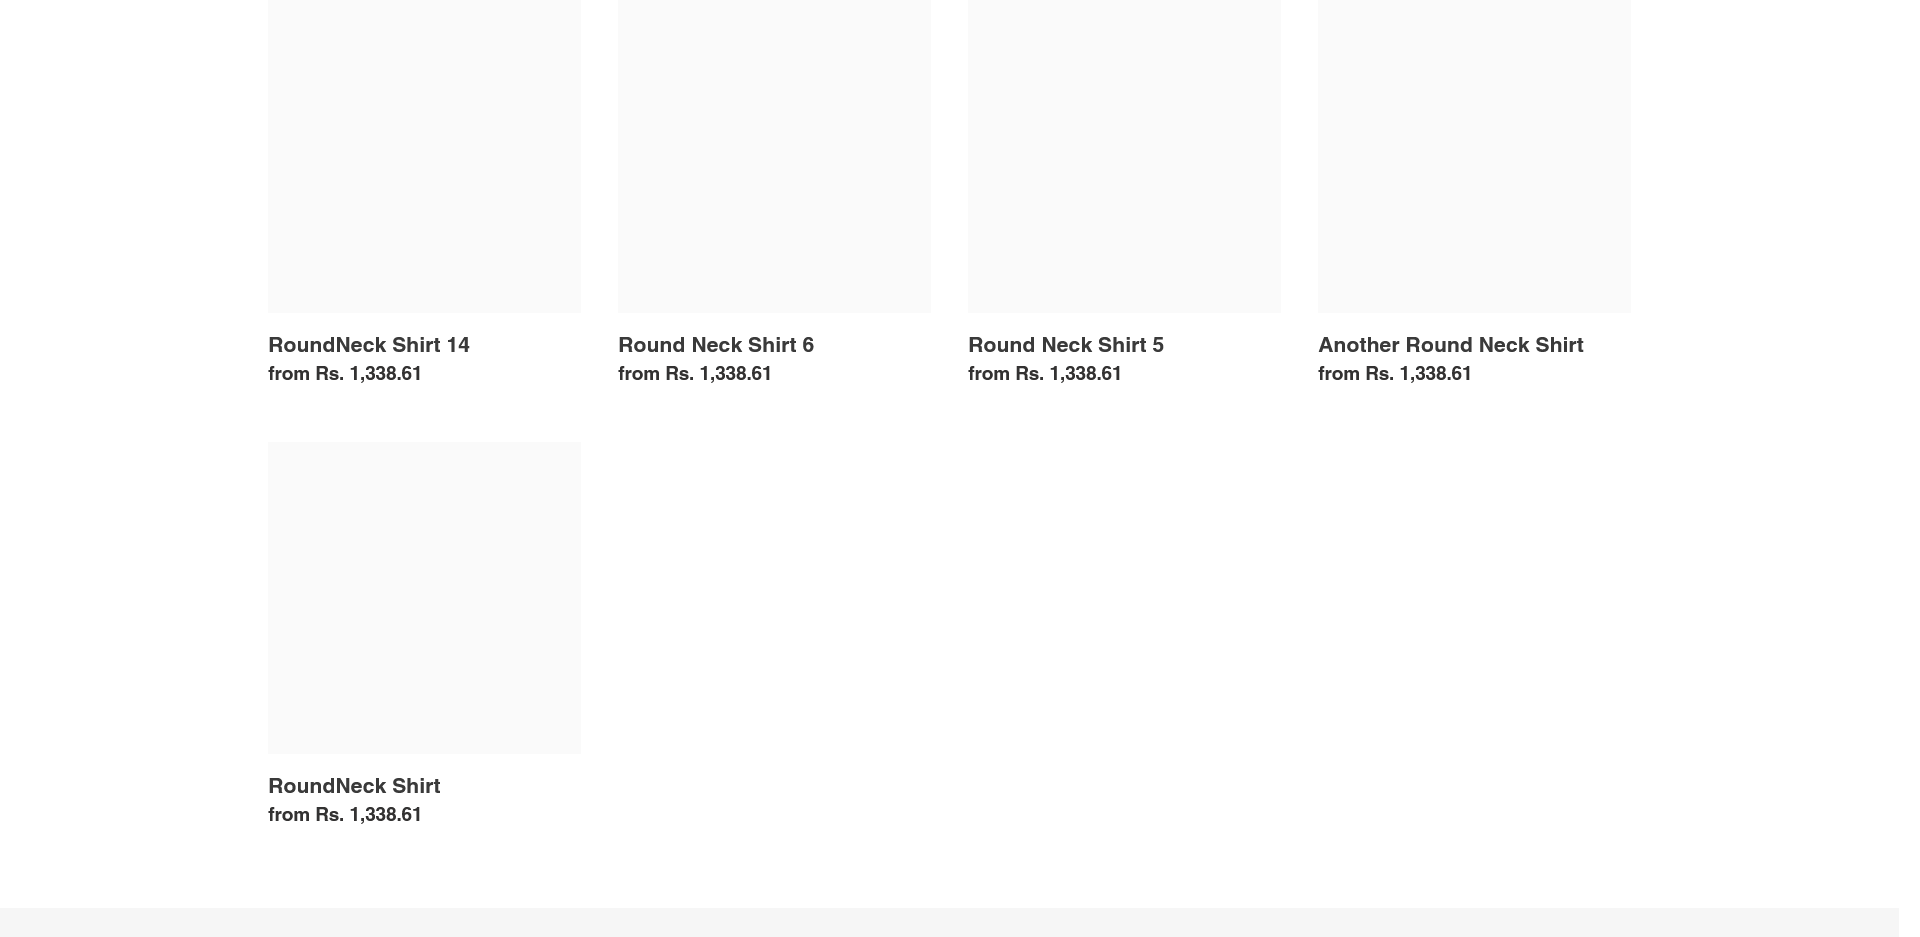 RoundNeck Shirt 14
from Rs. 1,338.61
Round Neck Shirt 6
from Rs. 1,338.61
Round Neck Shirt 5
from Rs. 1,338.61
Another Round Neck Shirt
from Rs. 1,338.61
RoundNeck Shirt
from Rs. 1,338.61